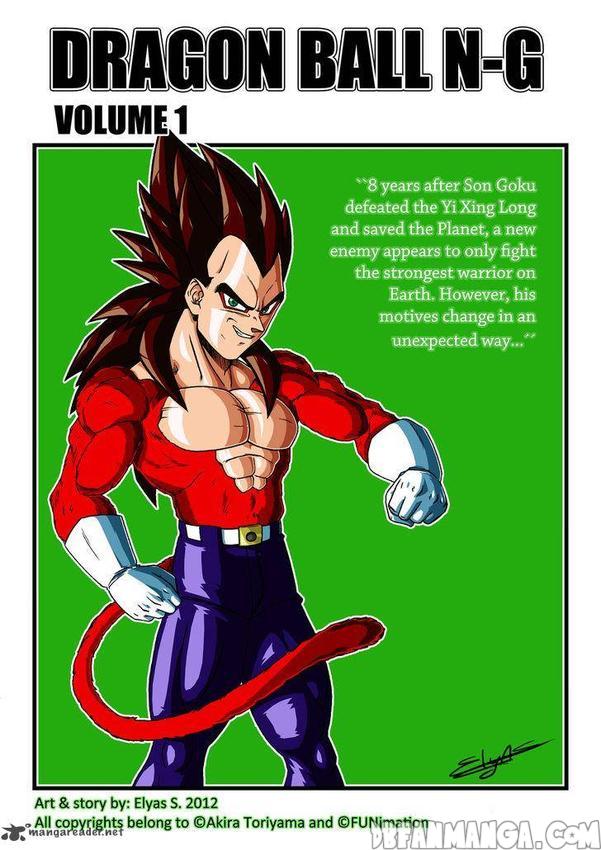 DRAGON BALL N-G
VOLUME 1
``8 years after Son Goku
defeated the Yi Xing Long
and saved the Planet, a new
enemy appears to only fight
the strongest warrior on
Earth. However, his
motives change in an
unexpected way...´´
ElyAS
Art & story by: Elyas S. 2012
All copyrights belong to ©Akira Toriyama and ©FUNimation
mangareader.net
DBFANMANGA.COM